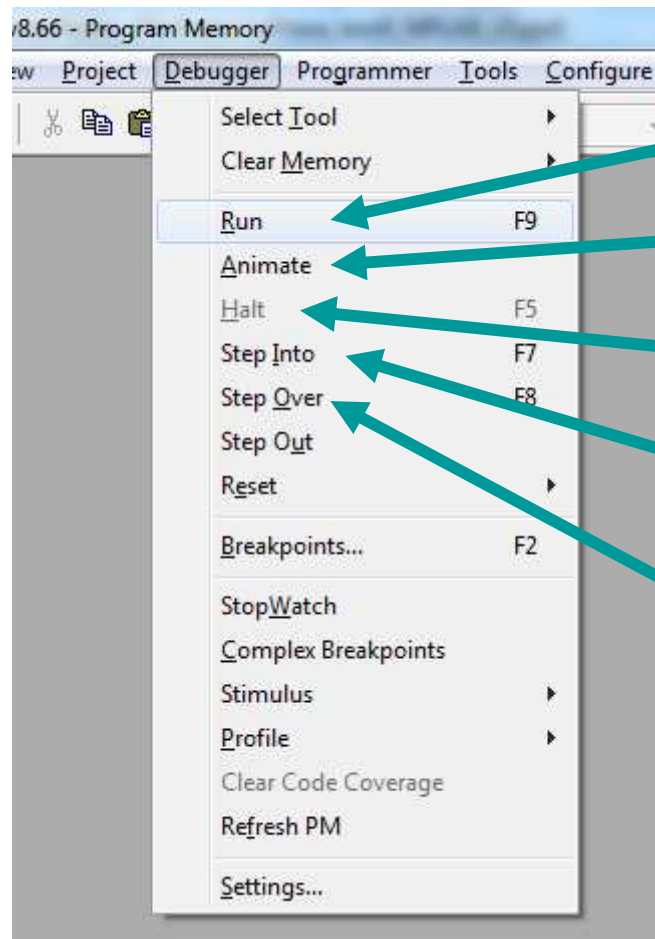 v8.66 - Program Memory
ew Project Debugger Programmer Tools Configure
Select Tool
Clear Memory
Run F9
Animate
Halt F5
Step Into F7
Step Over F8
Step Out
Reset
Breakpoints... F2
StopWatch
Complex Breakpoints
Stimulus
Profile
Clear Code Coverage
Refresh PM
Settings...